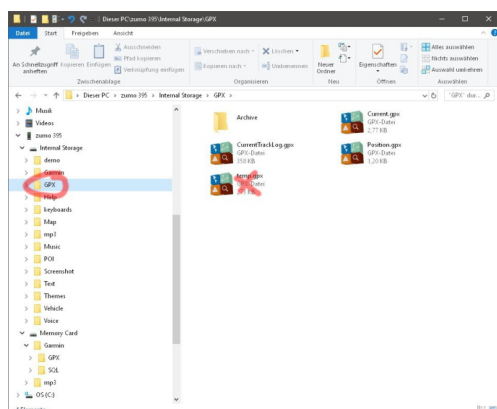 Dieser PC\zumo 395\Internal Storage\GPX
Datei Start Freigeben Ansicht
An Schnellzugriff anheften
Kopieren
Einfügen
Ausschneiden
Pfad kopieren
Verknüpfung einfügen
Zwischenablage
Verschieben nach
Kopieren nach
Löschen
Umbenennen
Organisieren
Neuer Ordner
Neu
Eigenschaften
Öffnen
Alles auswählen
Nichts auswählen
Auswahl umkehren
Auswählen
Dieser PC > zumo 395 > Internal Storage > GPX >
"GPX" dur...
Musik
Videos
zumo 395
Internal Storage
demo
Garmin
GPX
Help
keyboards
Map
mp3
Music
POI
Screenshot
Text
Themes
Vehicle
Voice
Memory Card
Garmin
GPX
SQL
mp3
OS (C:)
Archive
Current.gpx
GPX-Datei
2,77 KB
CurrentTrackLog.gpx
GPX-Datei
Position.gpx
GPX-Datei
1,20 KB
temp.gpx
GPX-Datei